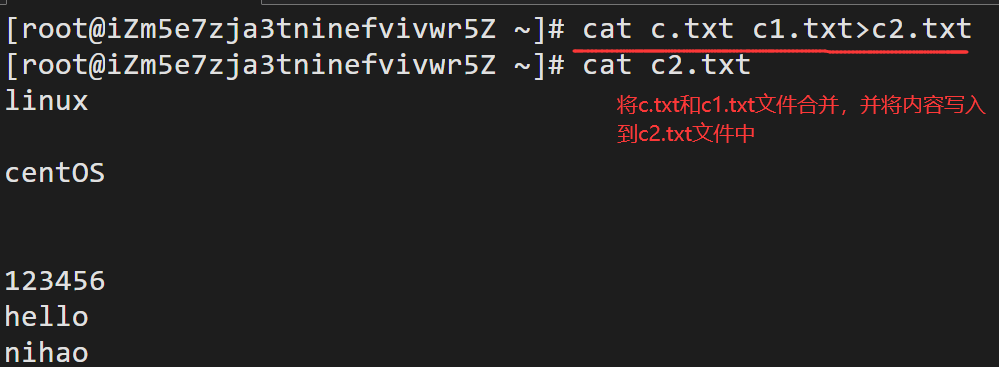 [root@iZm5e7zja3tninefvivwr5Z ~]# cat c.txt c1.txt>c2.txt
[root@iZm5e7zja3tninefvivwr5Z ~]# cat c2.txt
linux
将c.txt和c1.txt文件合并，并将内容写入
到c2.txt文件中
centOS
123456
hello
nihao